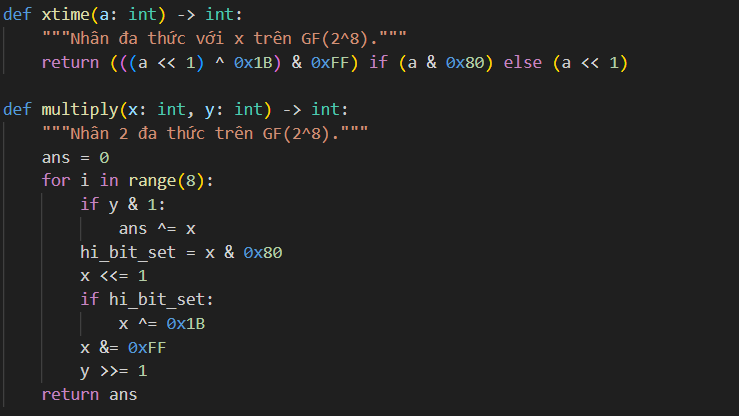 def xtime(a: int) -> int:
    """Nhân đa thức với x trên GF(2^8)."""
    return (((a << 1) ^ 0x1B) & 0xFF) if (a & 0x80) else (a << 1)

def multiply(x: int, y: int) -> int:
    """Nhân 2 đa thức trên GF(2^8)."""
    ans = 0
    for i in range(8):
        if y & 1:
            ans ^= x
        hi_bit_set = x & 0x80
        x <<= 1
        if hi_bit_set:
            x ^= 0x1B
        x &= 0xFF
        y >>= 1
    return ans